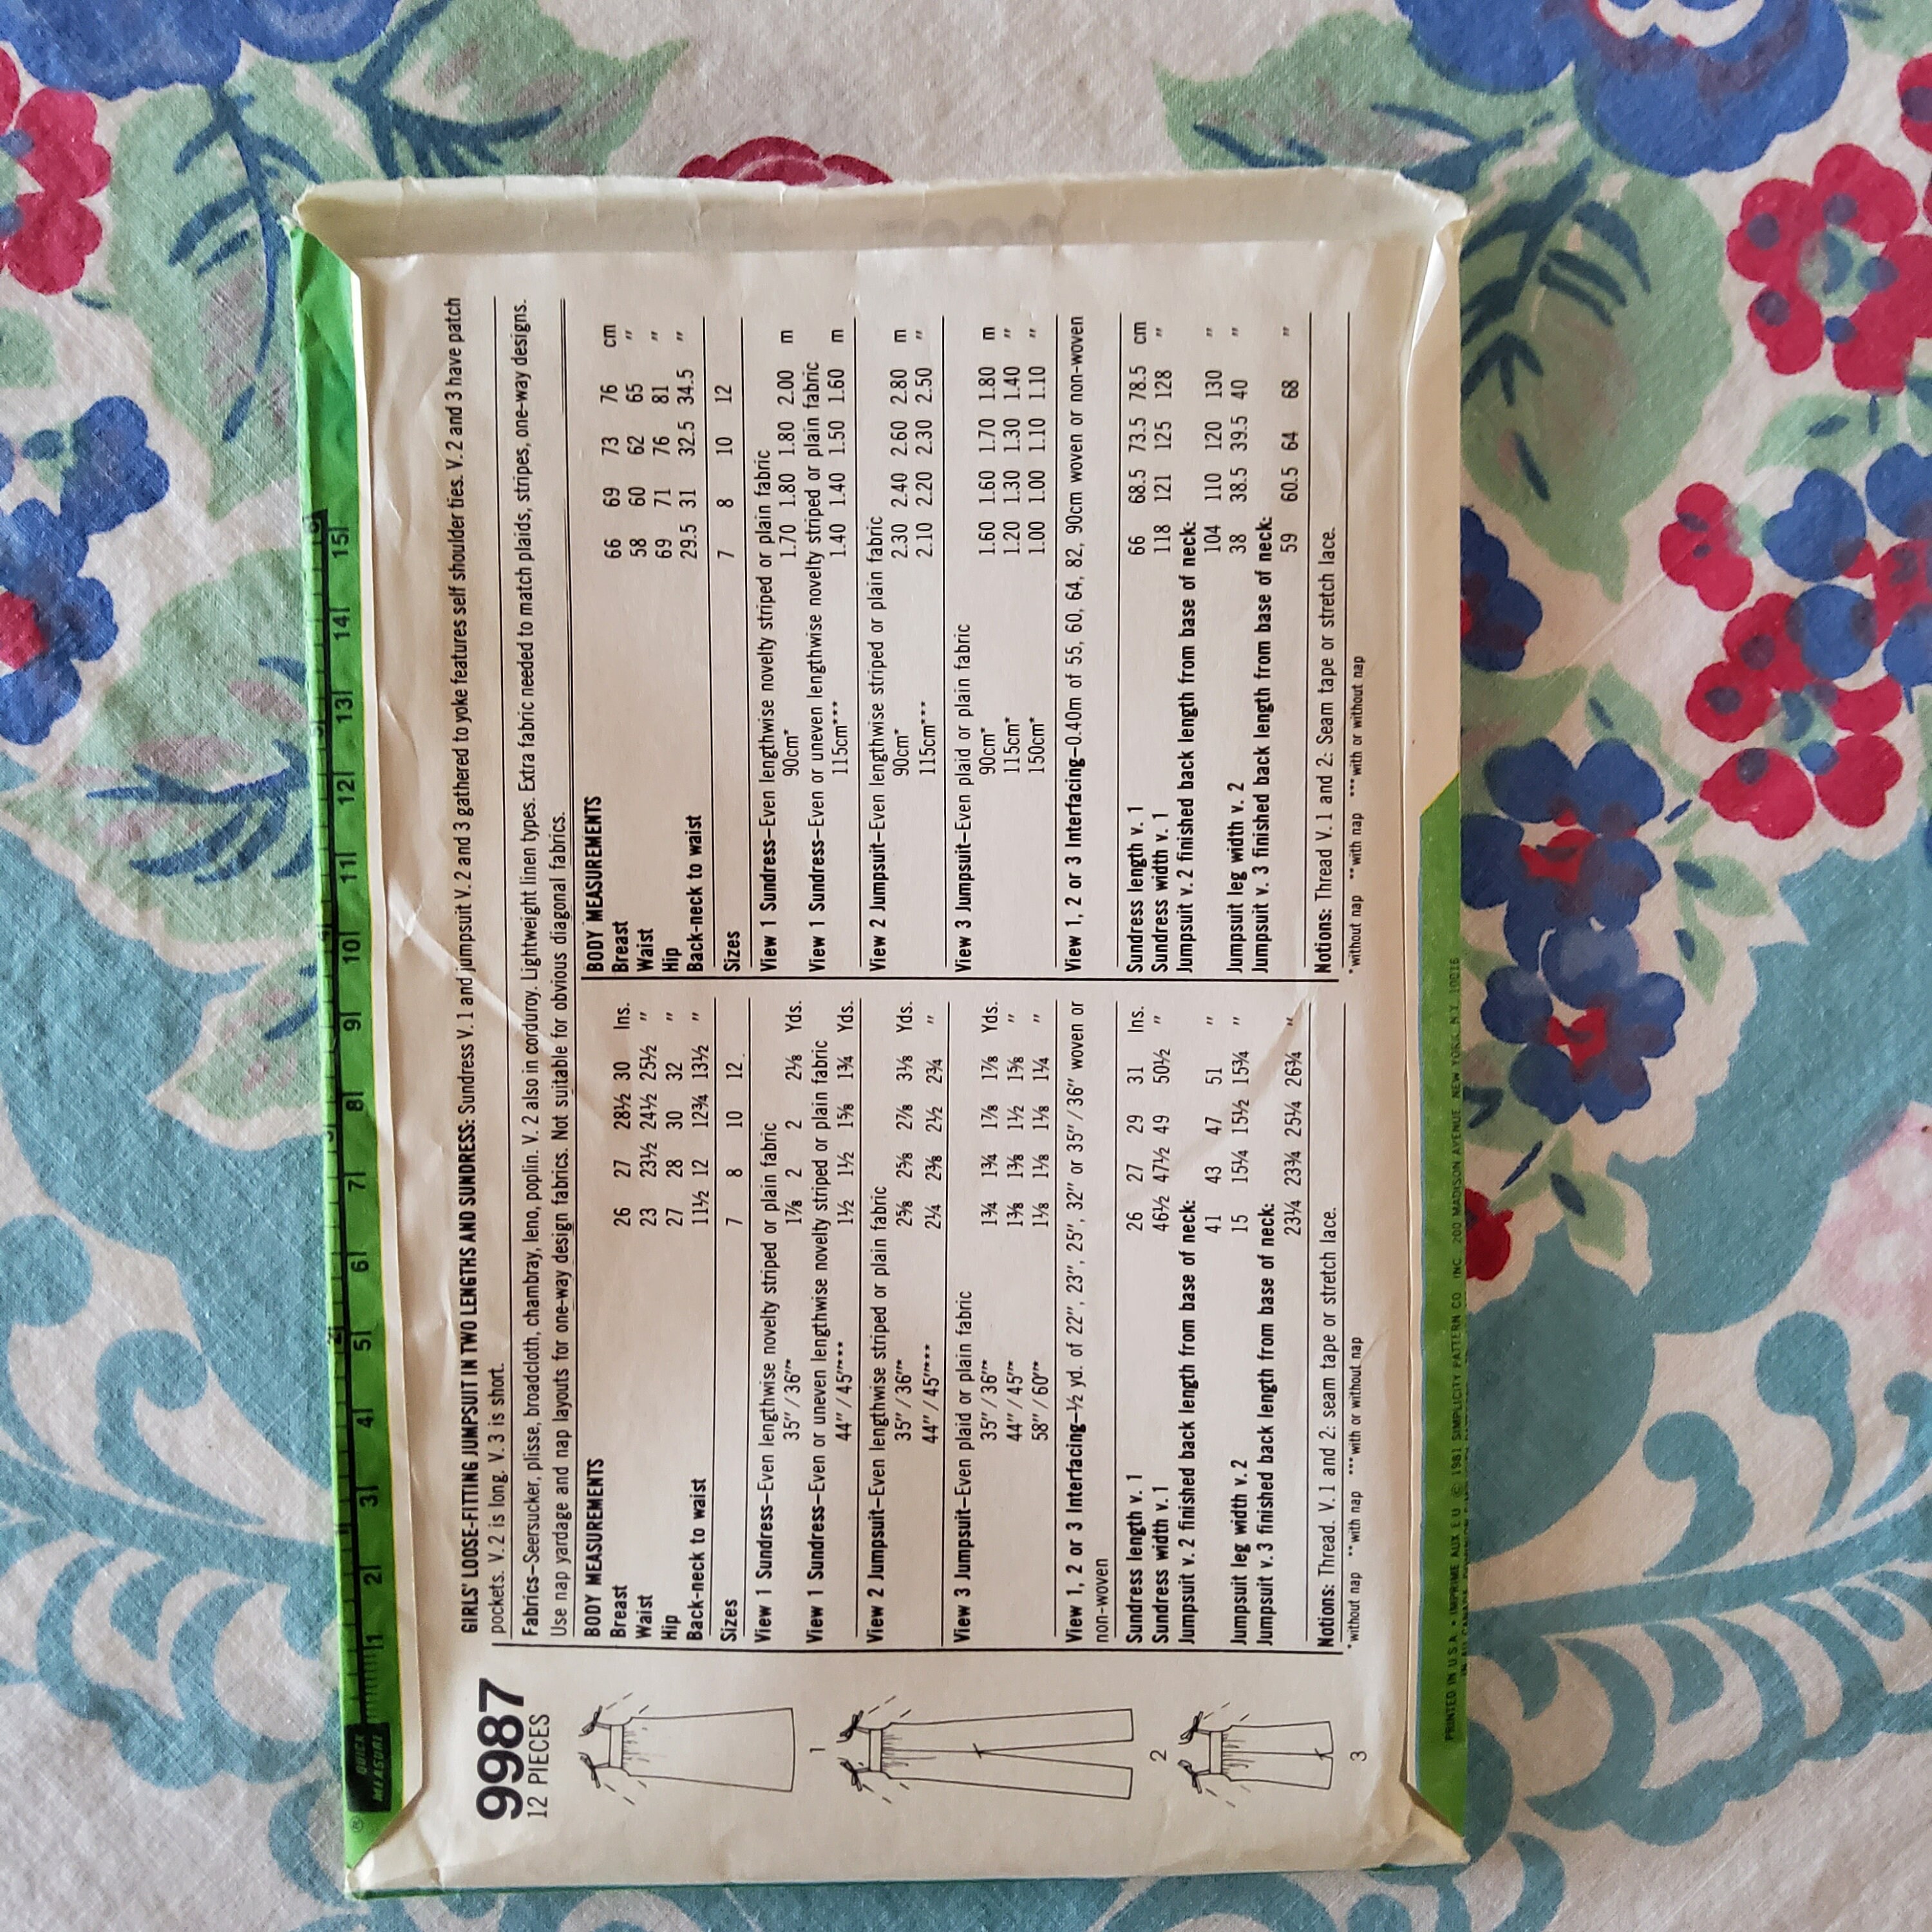 QUICK MEASURE
1 2 3 4 5 6 7 8 9 10 11 12 13 14 15
9987
12 PIECES
GIRLS' LOOSE-FITTING JUMPSUIT IN TWO LENGTHS AND SUNDRESS: Sundress V. 1 and jumpsuit V. 2 and 3 gathered to yoke features self shoulder ties. V. 2 and 3 have patch
pockets. V. 2 is long. V. 3 is short.
Fabrics—Seersucker, plisse, broadcloth, chambray, leno, poplin. V. 2 also in corduroy. Lightweight linen types. Extra fabric needed to match plaids, stripes, one-way designs.
Use nap yardage and nap layouts for one-way design fabrics. Not suitable for obvious diagonal fabrics.
BODY MEASUREMENTS
Breast 26 27 28½ 30 Ins.
Waist 23 23½ 24½ 25½ "
Hip 27 28 30 32 "
Back-neck to waist 11½ 12 12¾ 13½ "
Sizes 7 8 10 12
View 1 Sundress—Even lengthwise novelty striped or plain fabric
35" / 36"* 1⅞ 2 2 2⅛ Yds.
View 1 Sundress—Even or uneven lengthwise novelty striped or plain fabric
44" / 45"*** 1½ 1½ 1⅝ 1¾ Yds.
View 2 Jumpsuit—Even lengthwise striped or plain fabric
35" / 36"* 2⅝ 2⅝ 2⅞ 3⅛ Yds.
44" / 45"*** 2¼ 2⅜ 2½ 2¾ "
View 3 Jumpsuit—Even plaid or plain fabric
35" / 36"* 1¾ 1¾ 1⅞ 1⅞ Yds.
44" / 45"* 1⅜ 1⅜ 1½ 1⅝ "
58" / 60"* 1⅛ 1⅛ 1⅛ 1¼ "
View 1, 2 or 3 Interfacing—½ yd. of 22", 23", 25", 32" or 35" / 36" woven or
non-woven
Sundress length v. 1 26 27 29 31 Ins.
Sundress width v. 1 46½ 47½ 49 50½ "
Jumpsuit v. 2 finished back length from base of neck:
41 43 47 51 "
Jumpsuit leg width v. 2 15 15¼ 15½ 15¾ "
Jumpsuit v. 3 finished back length from base of neck:
23¼ 23¾ 25¼ 26¾ "
Notions: Thread. V. 1 and 2: seam tape or stretch lace.
*without nap **with nap ***with or without nap
BODY MEASUREMENTS
Breast 66 69 73 76 cm
Waist 58 60 62 65 "
Hip 69 71 76 81 "
Back-neck to waist 29.5 31 32.5 34.5 "
Sizes 7 8 10 12
View 1 Sundress—Even lengthwise novelty striped or plain fabric
90cm* 1.70 1.80 1.80 2.00 m
View 1 Sundress—Even or uneven lengthwise novelty striped or plain fabric
115cm*** 1.40 1.40 1.50 1.60 m
View 2 Jumpsuit—Even lengthwise striped or plain fabric
90cm* 2.30 2.40 2.60 2.80 m
115cm*** 2.10 2.20 2.30 2.50 "
View 3 Jumpsuit—Even plaid or plain fabric
90cm* 1.60 1.60 1.70 1.80 m
115cm* 1.20 1.30 1.30 1.40 "
150cm* 1.00 1.00 1.10 1.10 "
View 1, 2 or 3 Interfacing—0.40m of 55, 60, 64, 82, 90cm woven or non-woven
Sundress length v. 1 66 68.5 73.5 78.5 cm
Sundress width v. 1 118 121 125 128 "
Jumpsuit v. 2 finished back length from base of neck:
104 110 120 130 "
Jumpsuit leg width v. 2 38 38.5 39.5 40 "
Jumpsuit v. 3 finished back length from base of neck:
59 60.5 64 68 "
Notions: Thread V. 1 and 2: Seam tape or stretch lace.
*without nap **with nap ***with or without nap
1
2
3
PRINTED IN U.S.A. • IMPRIME AUX E.U. © 1981 SIMPLICITY PATTERN CO. INC. 200 MADISON AVENUE NEW YORK, N.Y. 10016